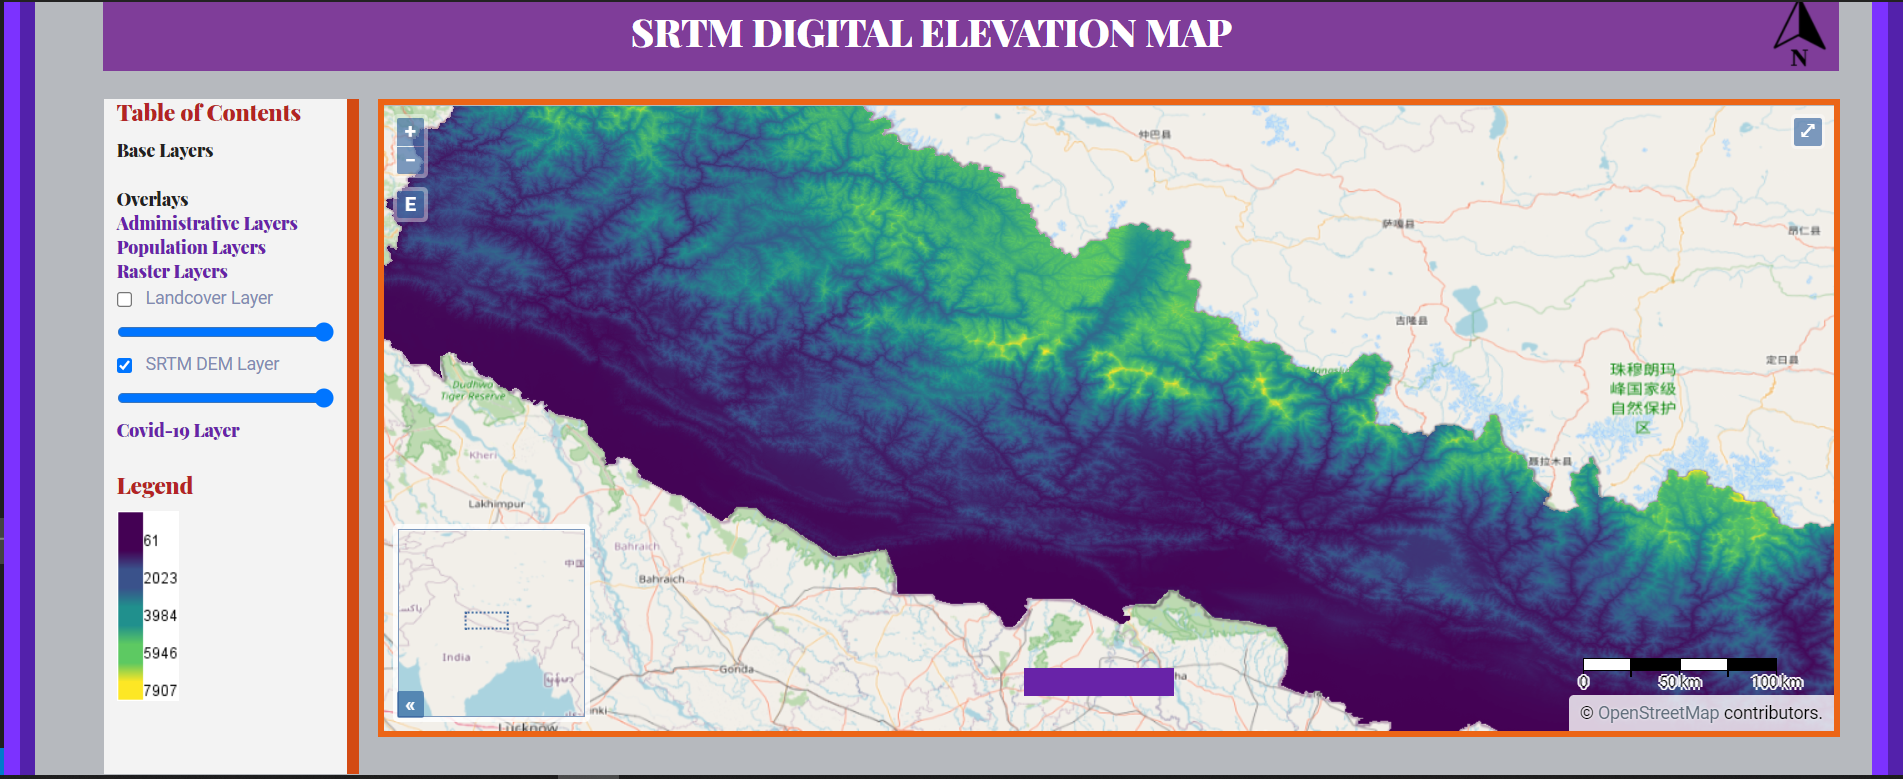 SRTM DIGITAL ELEVATION MAP
N
Table of Contents
Base Layers
Overlays
Administrative Layers
Population Layers
Raster Layers
Landcover Layer
SRTM DEM Layer
Covid-19 Layer
Legend
61
2023
3984
5946
7907
+
−
E
⤢
仲巴县
萨嘎县
昂仁县
吉隆县
定日县
珠穆朗玛
峰国家级
自然保护
区
聂拉木县
Dudhwa
Tiger Reserve
Kheri
Lakhimpur
Bahraich
Bahraich
Gonda
Lucknow
India
«
0 50 km 100 km
© OpenStreetMap contributors.